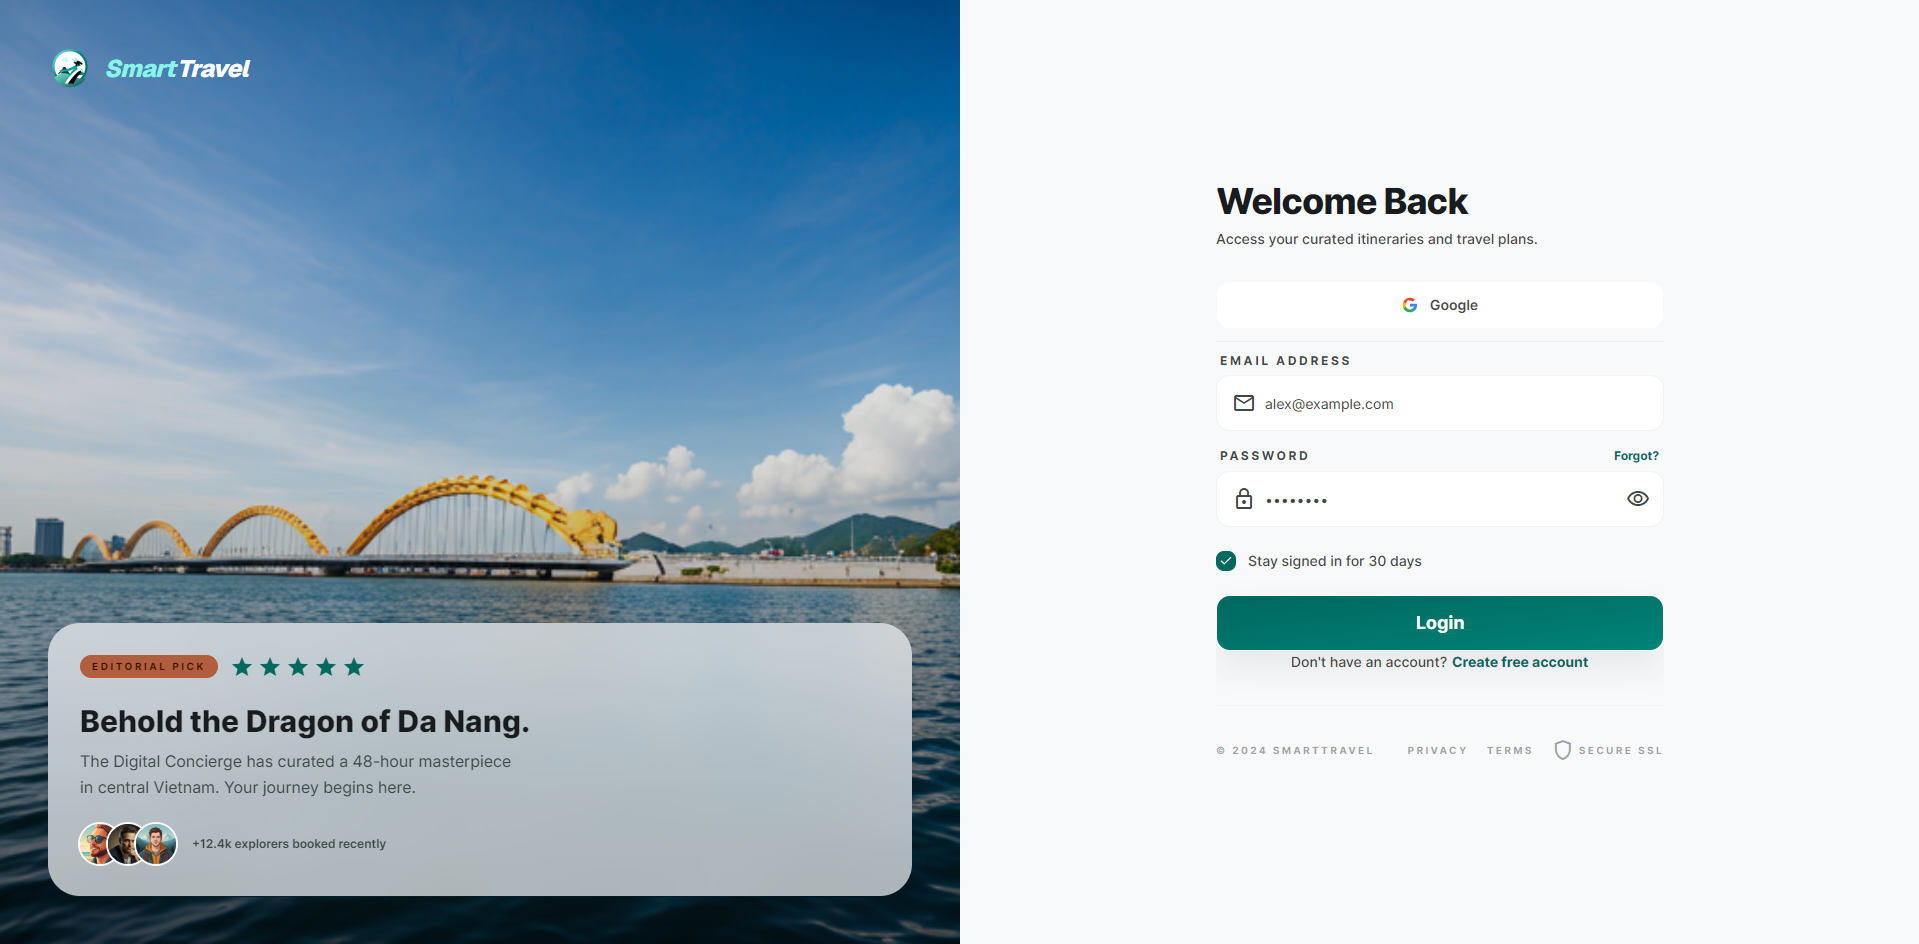 SmartTravel
EDITORIAL PICK
Behold the Dragon of Da Nang.
The Digital Concierge has curated a 48-hour masterpiece
in central Vietnam. Your journey begins here.
+12.4k explorers booked recently
Welcome Back
Access your curated itineraries and travel plans.
Google
EMAIL ADDRESS
alex@example.com
PASSWORD Forgot?
••••••••
Stay signed in for 30 days
Login
Don't have an account? Create free account
© 2024 SMARTTRAVEL PRIVACY TERMS SECURE SSL